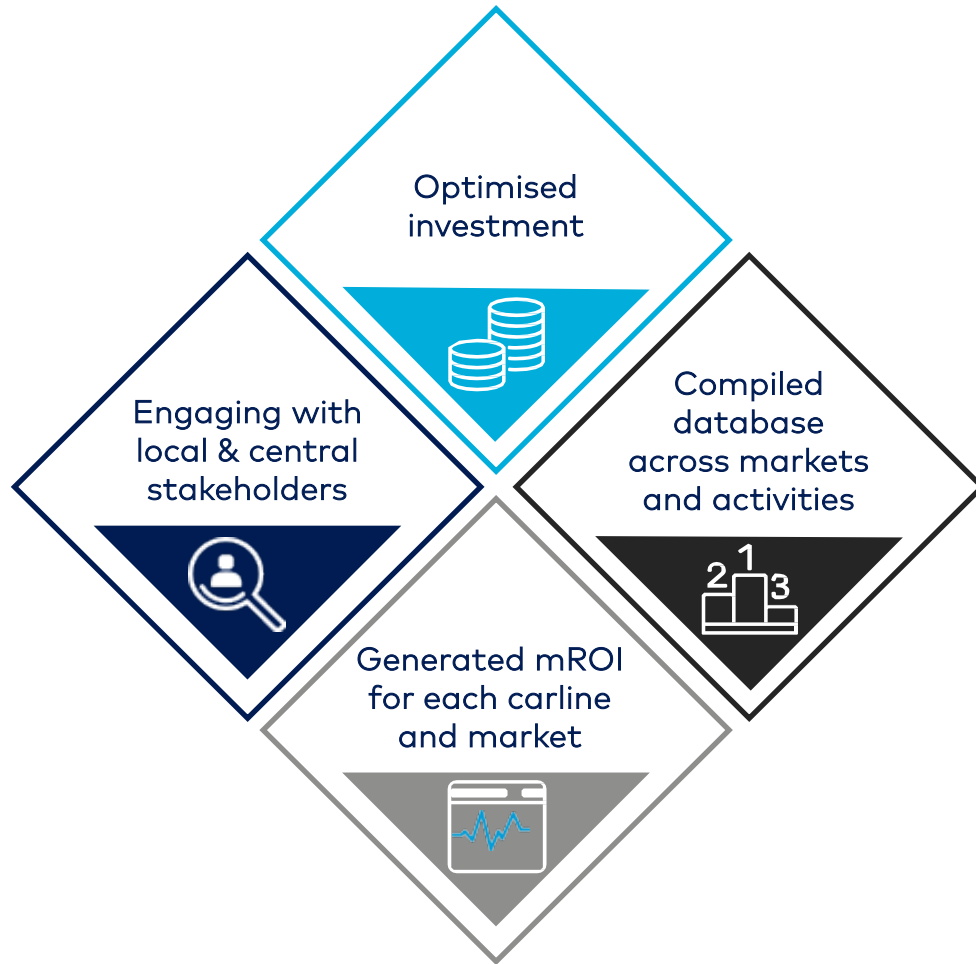 Optimised
investment
Engaging with
local & central
stakeholders
Compiled
database
across markets
and activities
1
2
3
Generated mROI
for each carline
and market